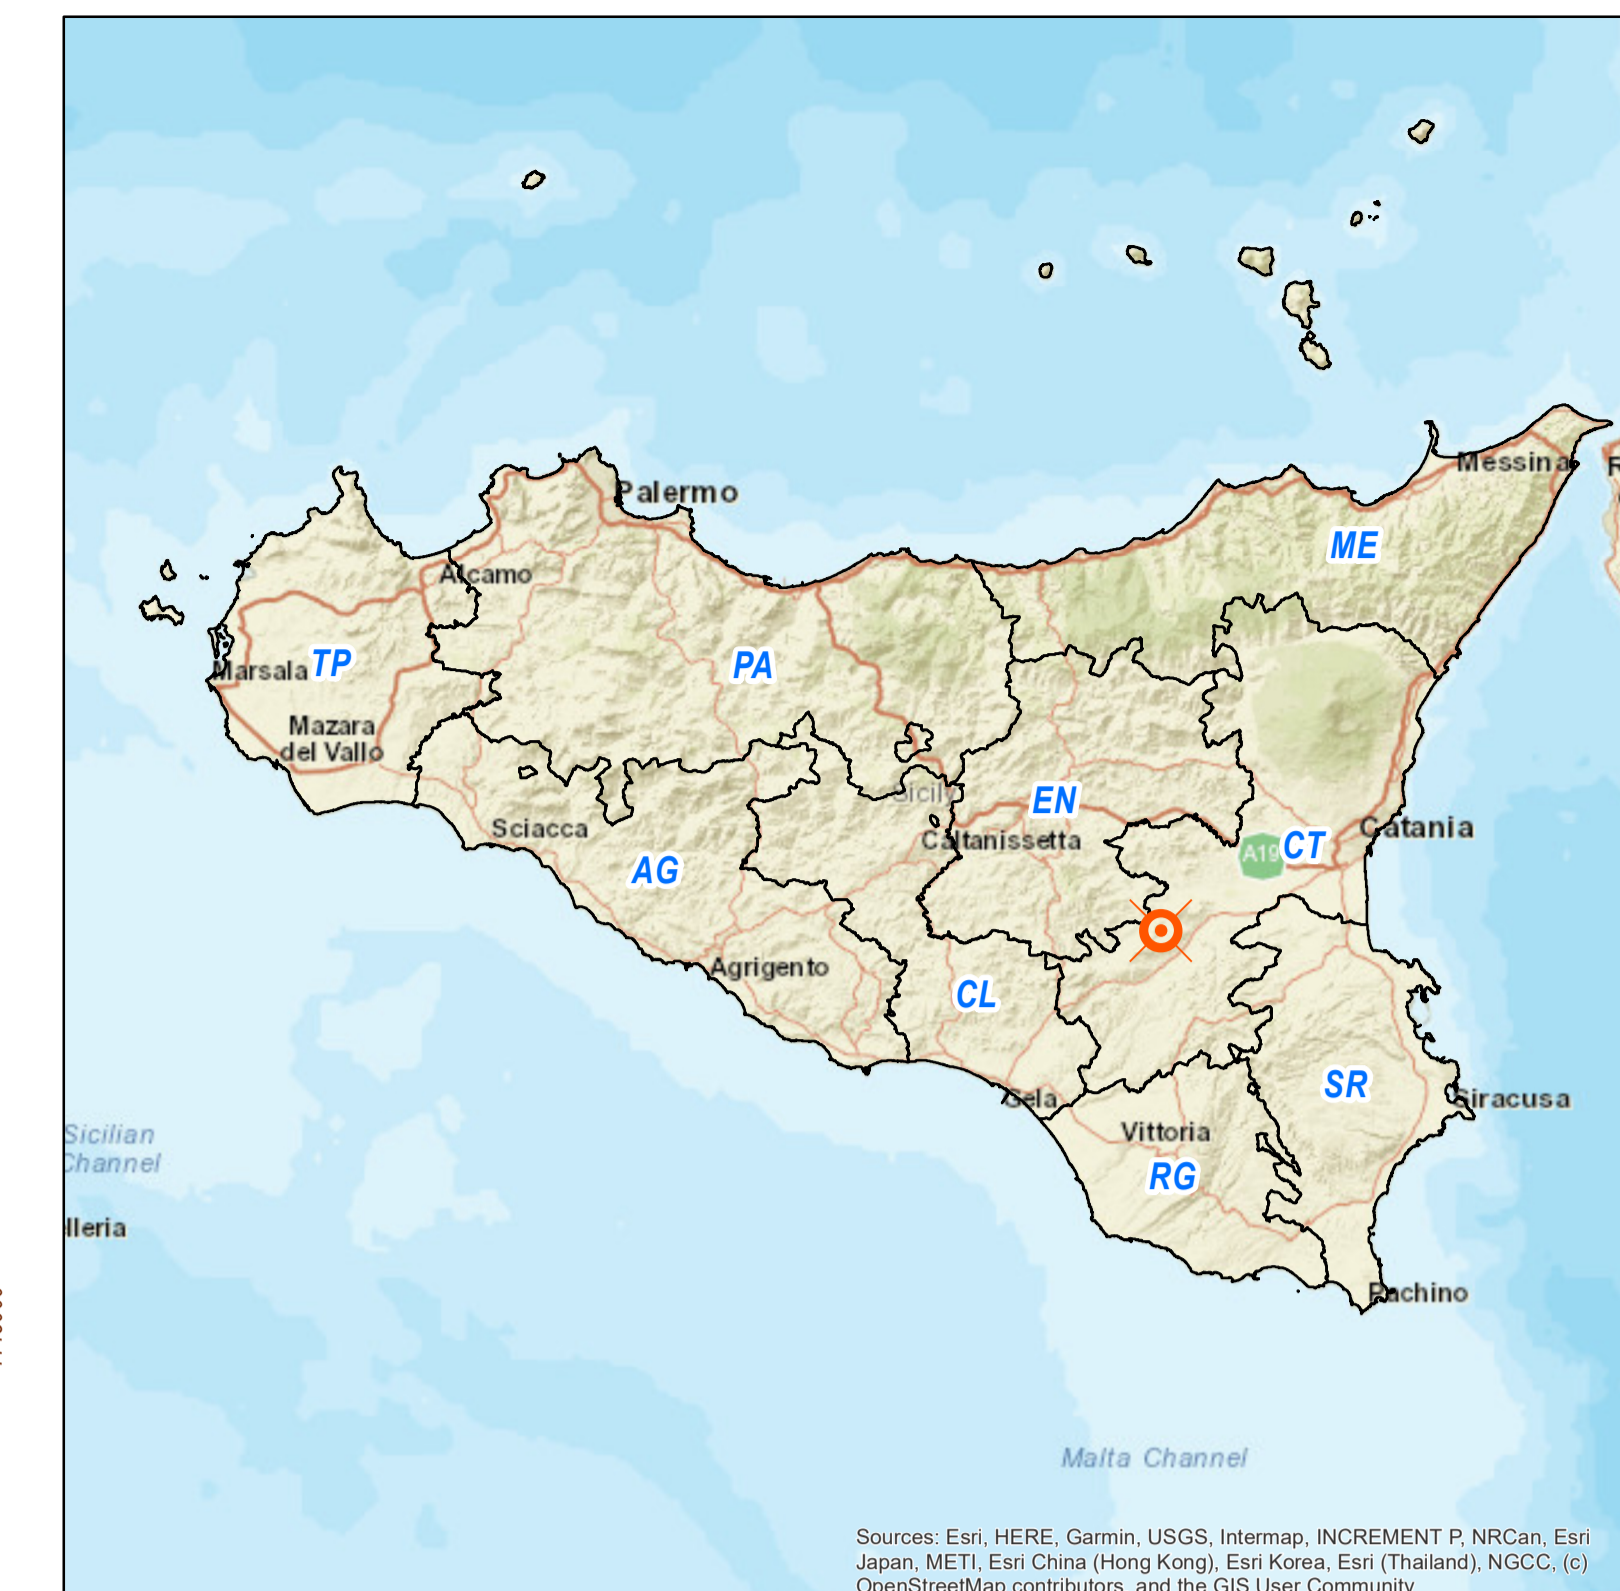 Messina
R
Palermo
ME
Alcamo
Marsala
TP
PA
Mazara
del Vallo
Sicily
EN
Sciacca
Caltanissetta
Catania
CT
A19
AG
Agrigento
CL
SR
Gela
Siracusa
Vittoria
Sicilian
Channel
RG
lleria
Pachino
Malta Channel
Sources: Esri, HERE, Garmin, USGS, Intermap, INCREMENT P, NRCan, Esri
Japan, METI, Esri China (Hong Kong), Esri Korea, Esri (Thailand), NGCC, (c)
OpenStreetMap contributors, and the GIS User Community